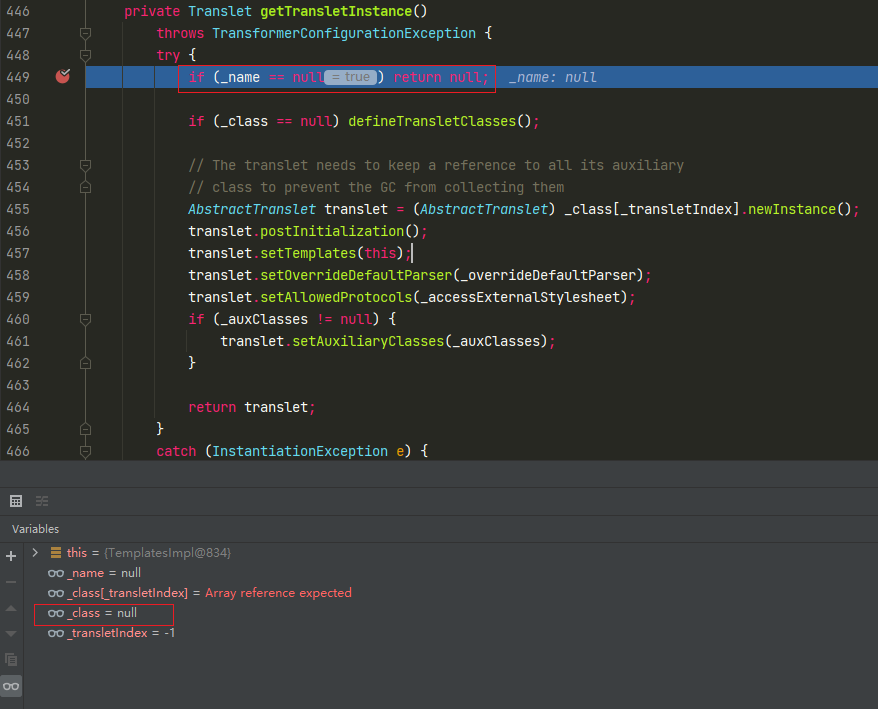 446 private Translet getTransletInstance()
447 throws TransformerConfigurationException {
448 try {
449 if (_name == null = true ) return null; _name: null
450
451 if (_class == null) defineTransletClasses();
452
453 // The translet needs to keep a reference to all its auxiliary
454 // class to prevent the GC from collecting them
455 AbstractTranslet translet = (AbstractTranslet) _class[_transletIndex].newInstance();
456 translet.postInitialization();
457 translet.setTemplates(this);
458 translet.setOverrideDefaultParser(_overrideDefaultParser);
459 translet.setAllowedProtocols(_accessExternalStylesheet);
460 if (_auxClasses != null) {
461 translet.setAuxiliaryClasses(_auxClasses);
462 }
463
464 return translet;
465 }
466 catch (InstantiationException e) {
Variables
this = {TemplatesImpl@834}
_name = null
_class[_transletIndex] = Array reference expected
_class = null
_transletIndex = -1